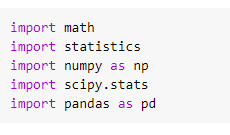 import math
import statistics
import numpy as np
import scipy.stats
import pandas as pd